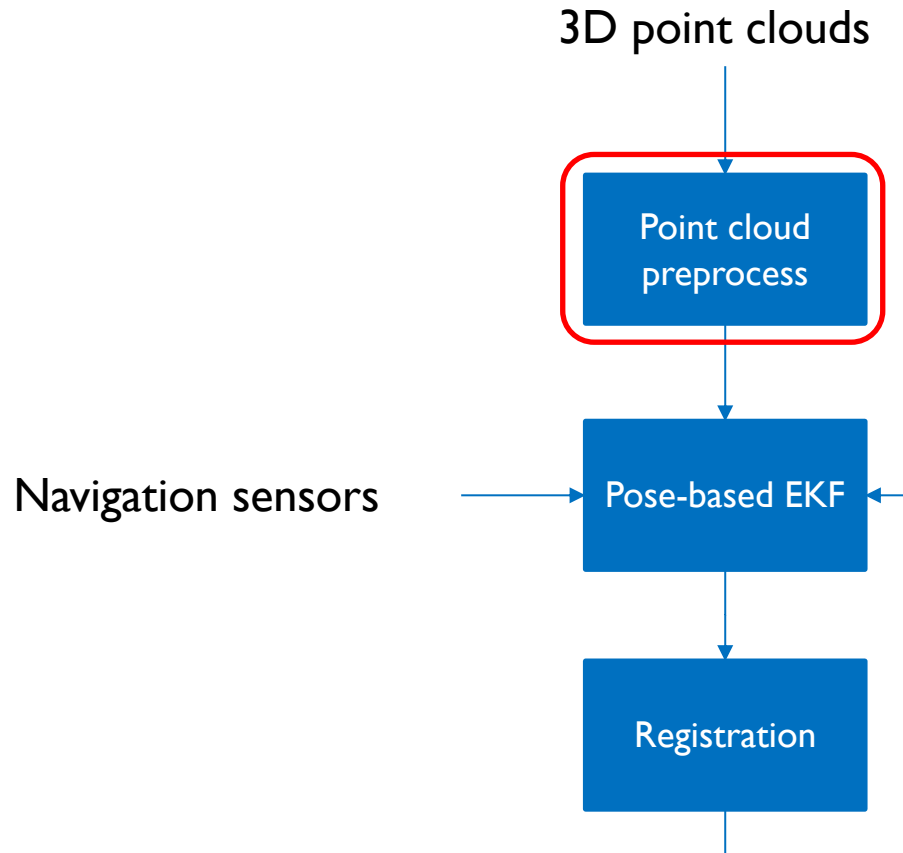 3D point clouds
Point cloud
preprocess
Navigation sensors
Pose-based EKF
Registration